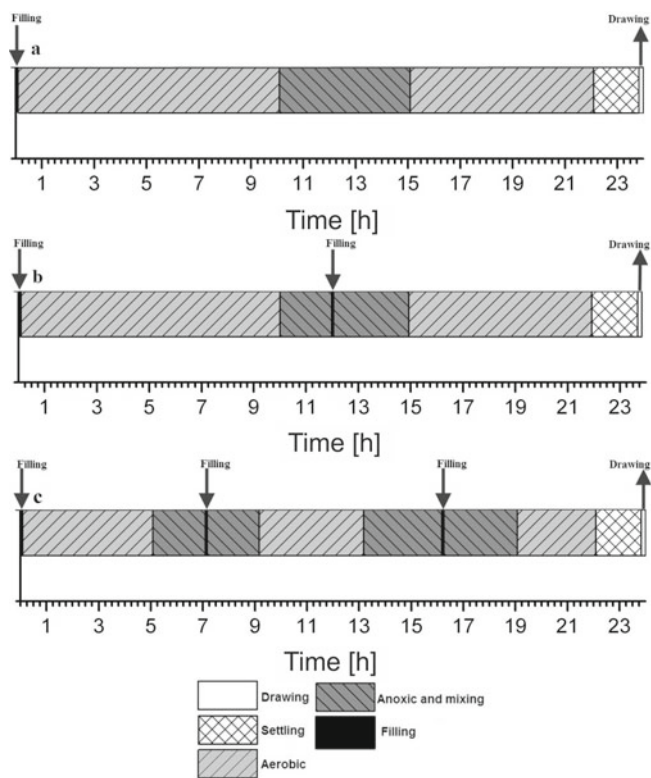 Filling Drawing
a
1 3 5 7 9 11 13 15 17 19 21 23
Time [h]
Filling Filling Drawing
b
1 3 5 7 9 11 13 15 17 19 21 23
Time [h]
Filling Filling Filling Drawing
c
1 3 5 7 9 11 13 15 17 19 21 23
Time [h]
Drawing Anoxic and mixing
Settling Filling
Aerobic